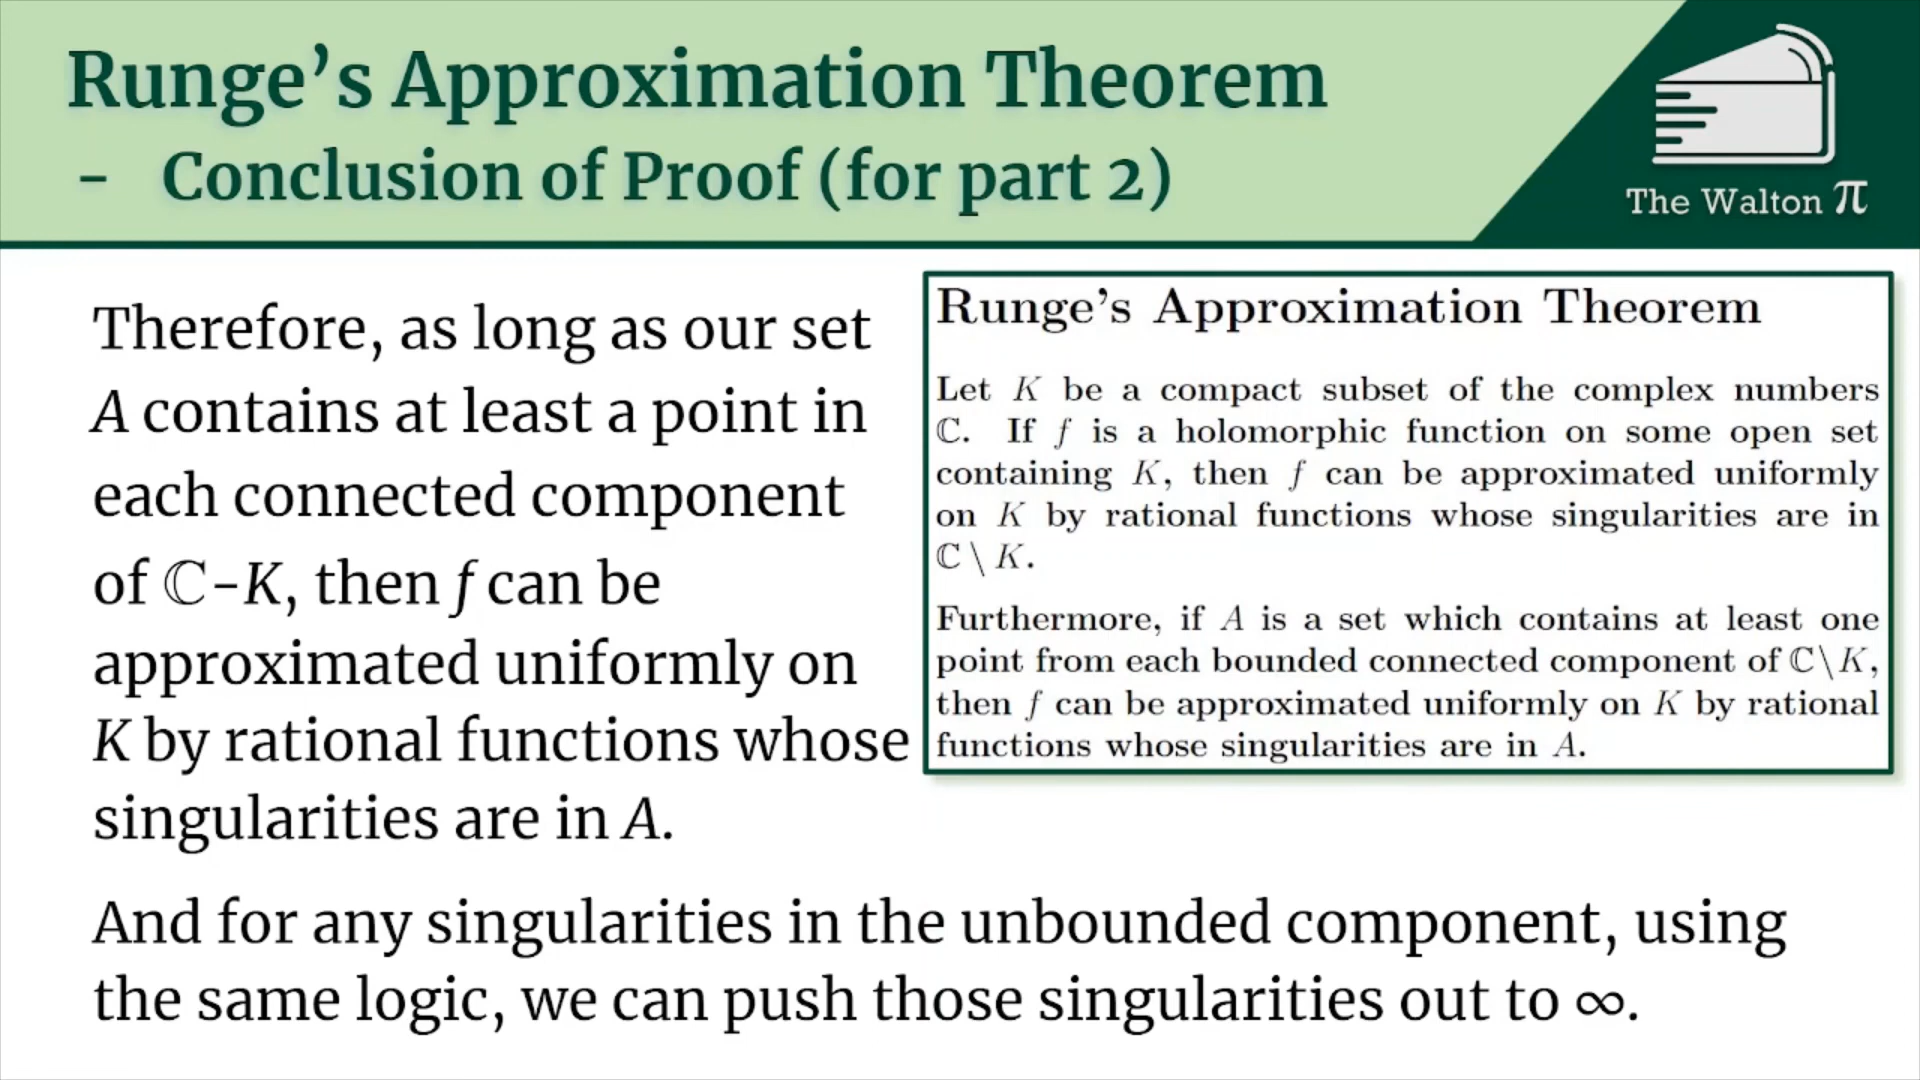 Runge’s Approximation Theorem
- Conclusion of Proof (for part 2)
The Walton π
Therefore, as long as our set
A contains at least a point in
each connected component
of ℂ-K, then f can be
approximated uniformly on
K by rational functions whose
singularities are in A.
Runge’s Approximation Theorem
Let K be a compact subset of the complex numbers
ℂ. If f is a holomorphic function on some open set
containing K, then f can be approximated uniformly
on K by rational functions whose singularities are in
ℂ \ K.
Furthermore, if A is a set which contains at least one
point from each bounded connected component of ℂ\K,
then f can be approximated uniformly on K by rational
functions whose singularities are in A.
And for any singularities in the unbounded component, using
the same logic, we can push those singularities out to ∞.